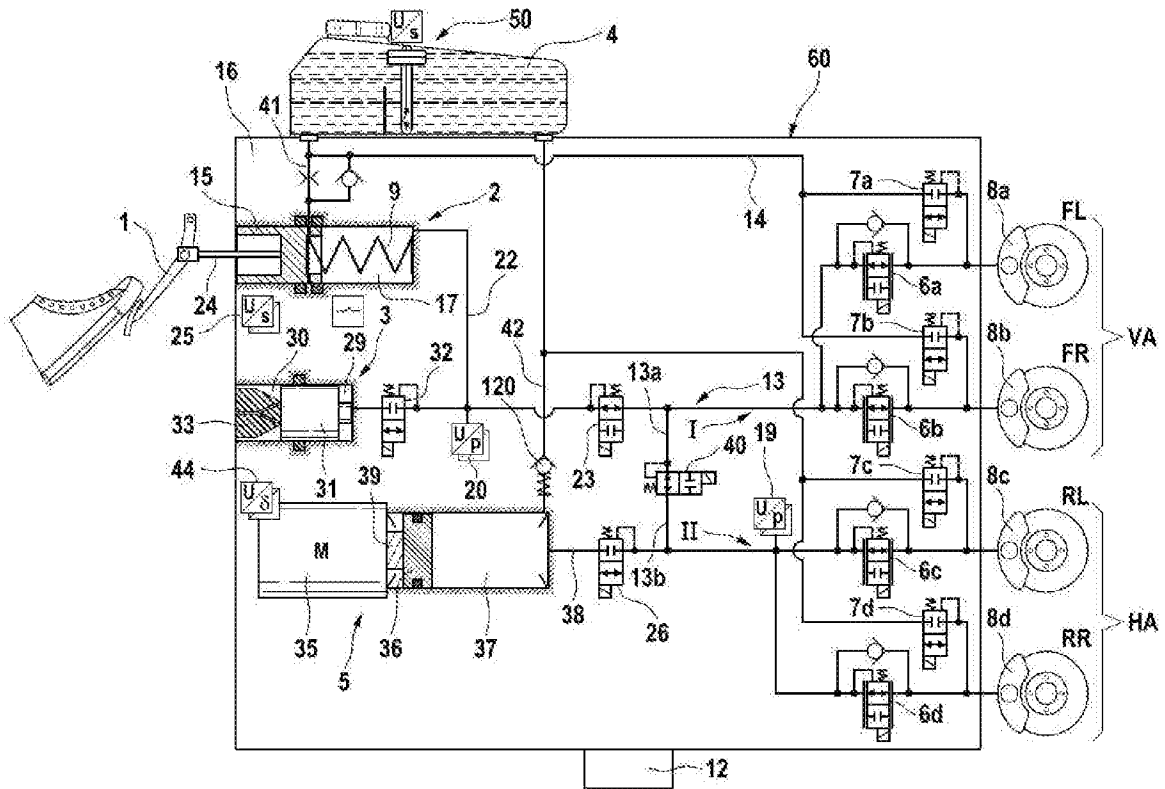 50
4
U
s
60
16
41
14
7a
8a
FL
15
9
2
1
6a
24
17
22
7b
8b
FR
VA
25
U
s
3
30
29
32
42
13a
13
120
I
6b
33
31
U
p
20
23
40
19
7c
8c
RL
44
U
δ
39
U
p
II
M
6c
35
36
37
38
13b
26
7d
8d
RR
HA
5
6d
12